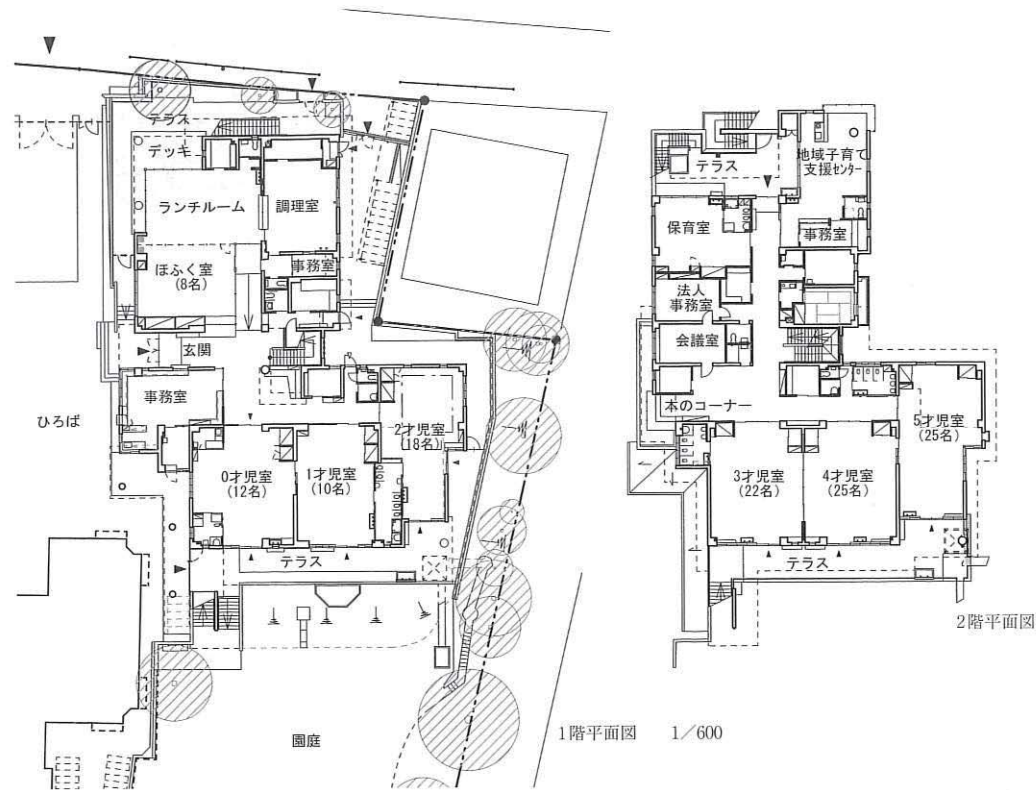 テラス
デッキ
ランチルーム
調理室
事務室
ほふく室
(8名)
玄関
事務室
ひろば
0才児室
(12名)
1才児室
(10名)
2才児室
(18名)
テラス
園庭
1階平面図 1/600
テラス
地域子育て
支援センター
保育室
事務室
法人
事務室
会議室
本のコーナー
3才児室
(22名)
4才児室
(25名)
5才児室
(25名)
テラス
2階平面図